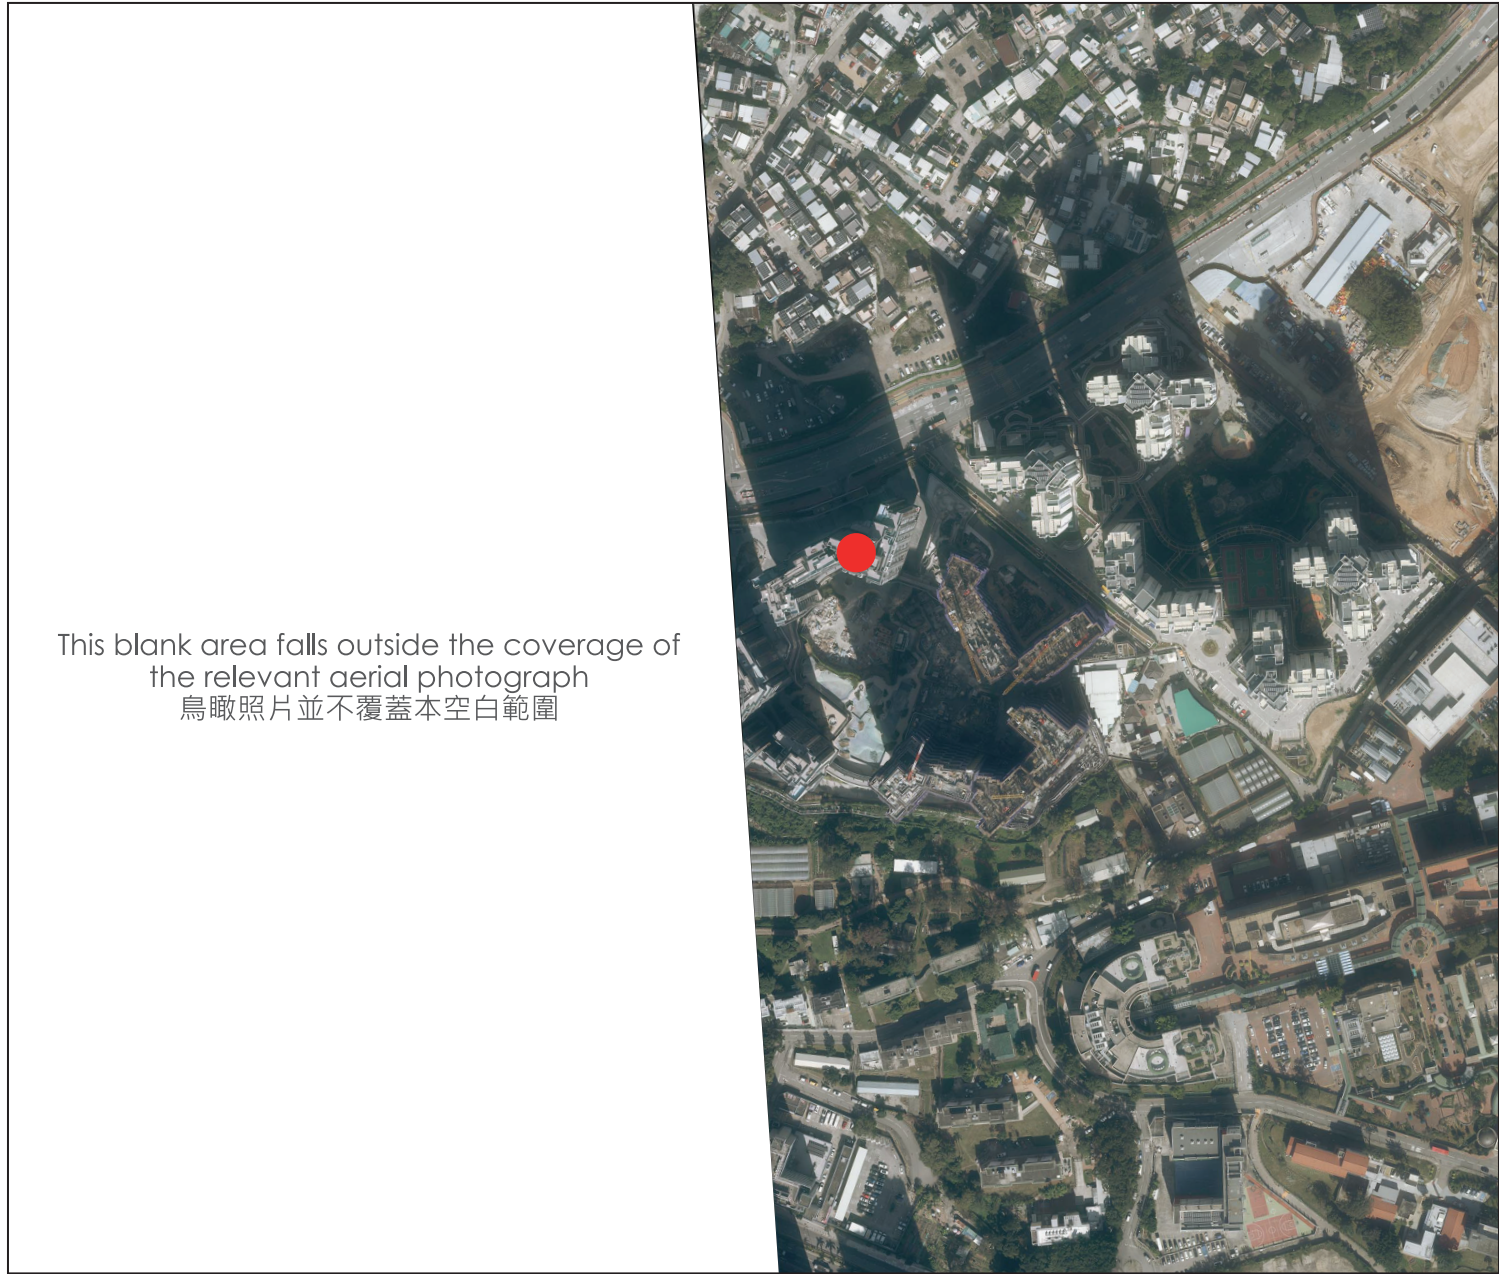 This blank area falls outside the coverage of
the relevant aerial photograph
鳥瞰照片並不覆蓋本空白範圍